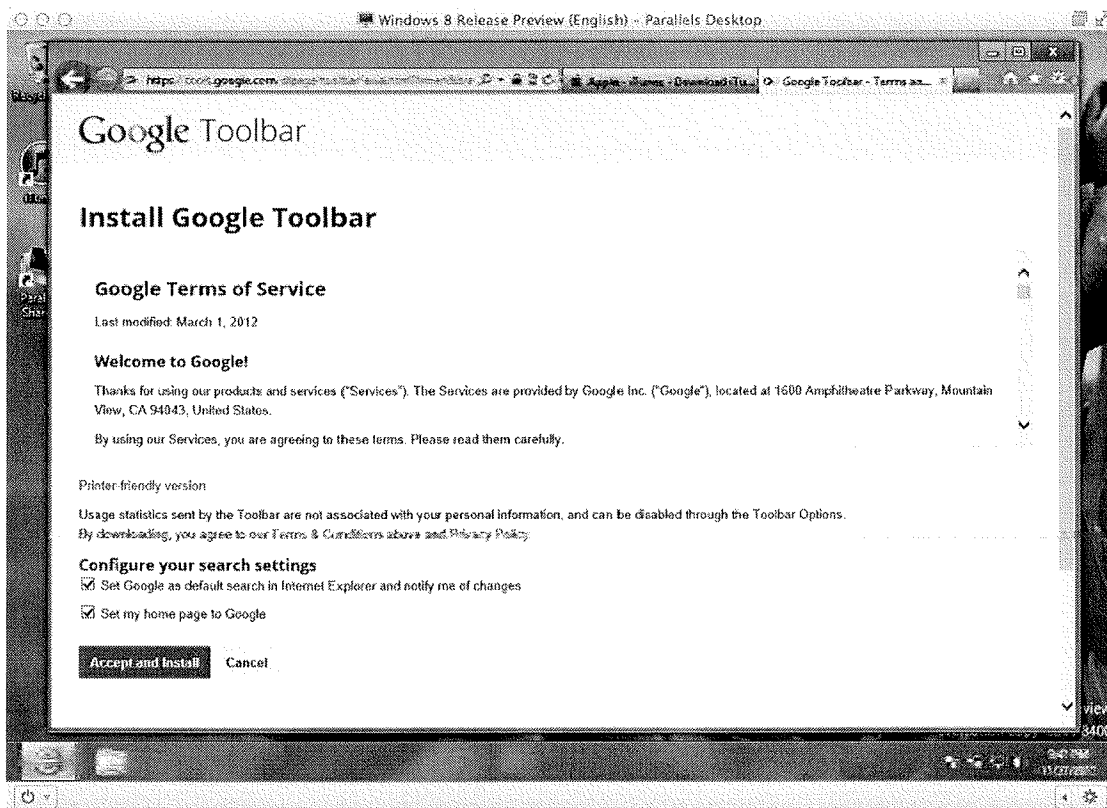 Windows 8 Release Preview (English) - Parallels Desktop
Apple - iTunes - Download iTu...
Google Toolbar - Terms an...
Google Toolbar
Install Google Toolbar
Google Terms of Service
Last modified: March 1, 2012
Welcome to Google!
Thanks for using our products and services ("Services"). The Services are provided by Google Inc. ("Google"), located at 1600 Amphitheatre Parkway, Mountain
View, CA 94043, United States.
By using our Services, you are agreeing to these terms. Please read them carefully.
Printer-friendly version
Usage statistics sent by the Toolbar are not associated with your personal information, and can be disabled through the Toolbar Options.
By downloading, you agree to our Terms & Conditions above and Privacy Policy
Configure your search settings
Set Google as default search in Internet Explorer and notify me of changes
Set my home page to Google
Accept and Install
Cancel